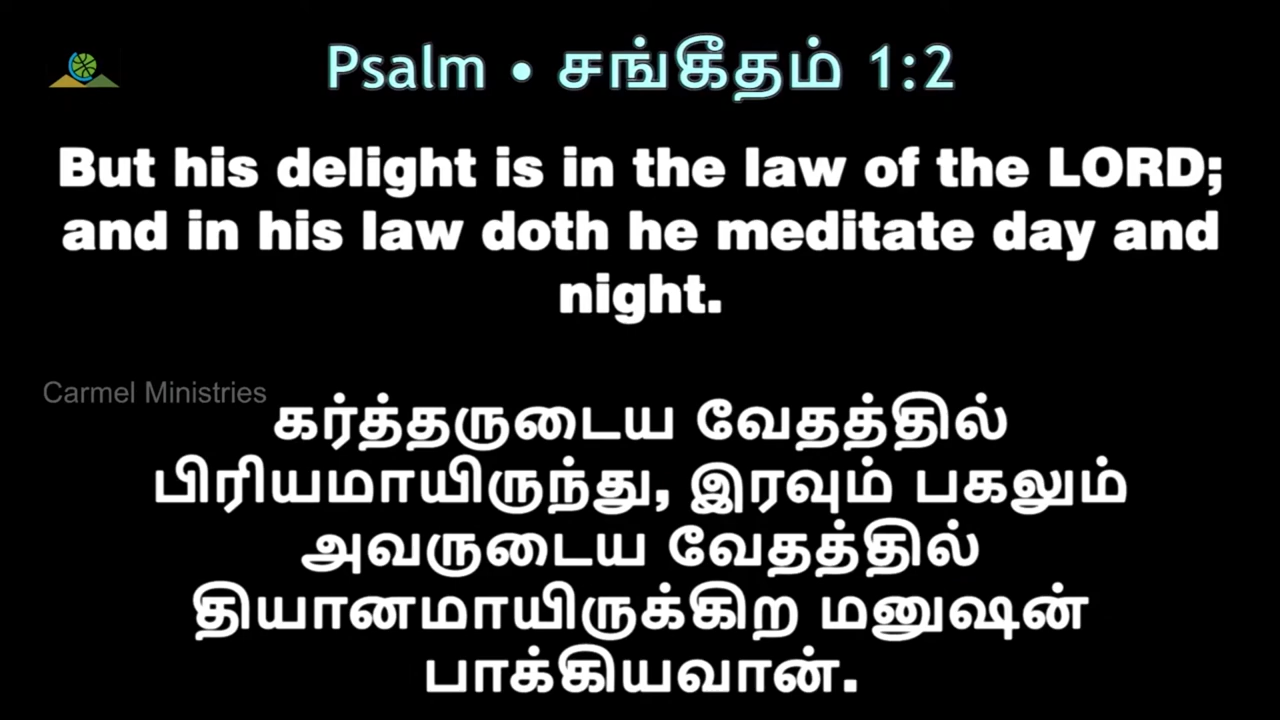 Psalm • சங்கீதம் 1:2
But his delight is in the law of the LORD;
and in his law doth he meditate day and
night.
Carmel Ministries
கர்த்தருடைய வேதத்தில்
பிரியமாயிருந்து, இரவும் பகலும்
அவருடைய வேதத்தில்
தியானமாயிருக்கிற மனுஷன்
பாக்கியவான்.